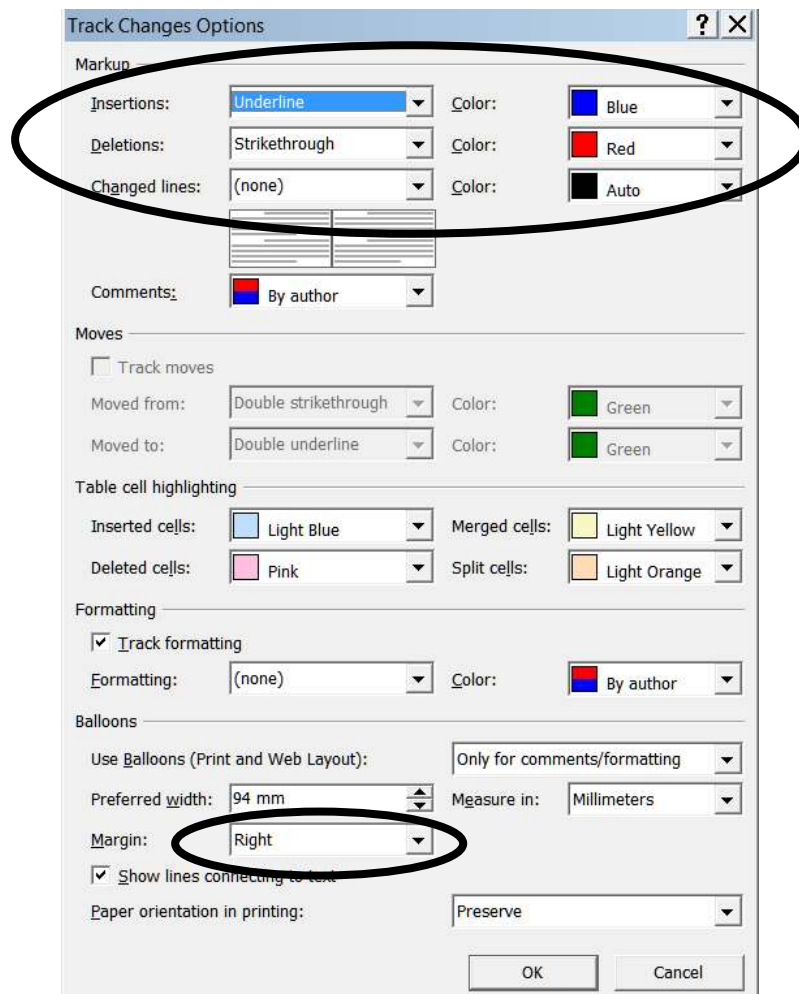 Track Changes Options
Markup
Insertions: Underline Color: Blue
Deletions: Strikethrough Color: Red
Changed lines: (none) Color: Auto
Comments: By author
Moves
Track moves
Moved from: Double strikethrough Color: Green
Moved to: Double underline Color: Green
Table cell highlighting
Inserted cells: Light Blue Merged cells: Light Yellow
Deleted cells: Pink Split cells: Light Orange
Formatting
Track formatting
Formatting: (none) Color: By author
Balloons
Use Balloons (Print and Web Layout): Only for comments/formatting
Preferred width: 94 mm Measure in: Millimeters
Margin: Right
Show lines connecting to text
Paper orientation in printing: Preserve
OK Cancel